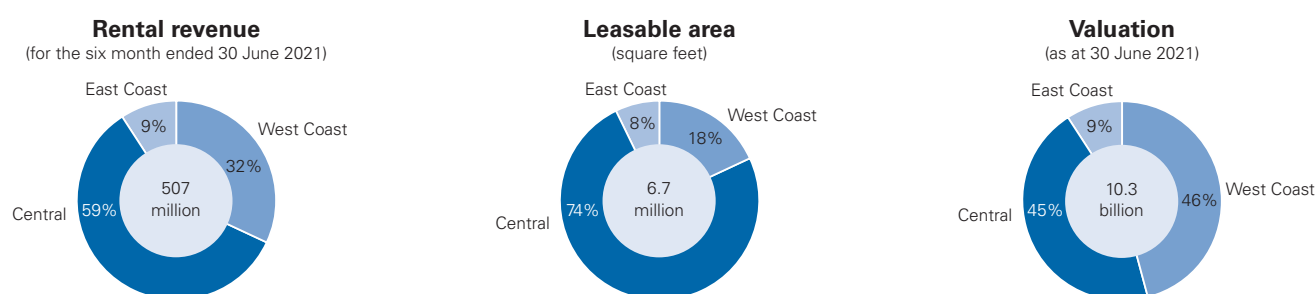 Rental revenue
(for the six month ended 30 June 2021)
East Coast
9%
West Coast
32%
507
million
Central
59%
Leasable area
(square feet)
East Coast
8%
West Coast
18%
6.7
million
Central
74%
Valuation
(as at 30 June 2021)
East Coast
9%
West Coast
46%
10.3
billion
Central
45%